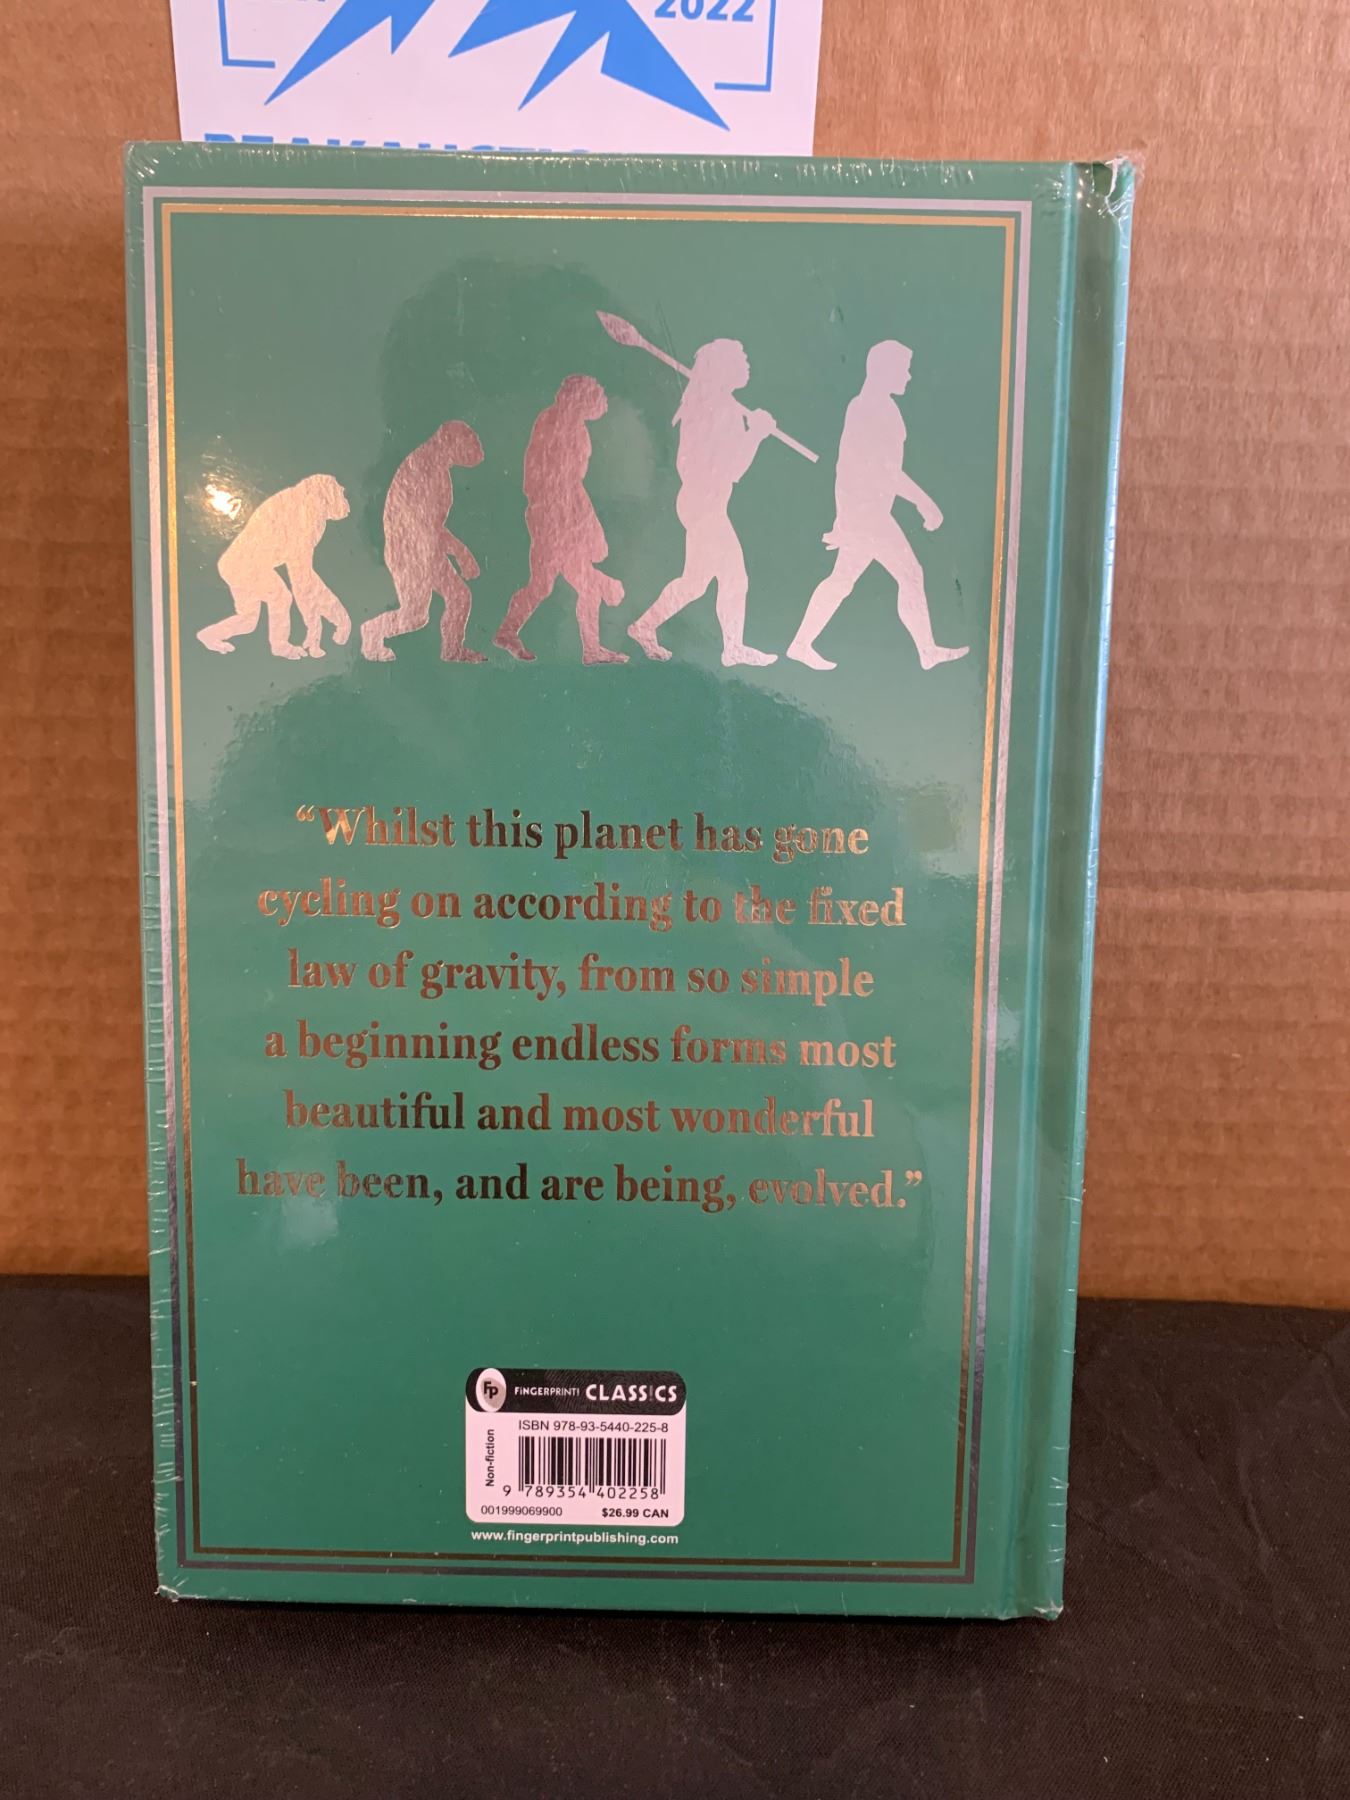 2022
“Whilst this planet has gone
cycling on according to the fixed
law of gravity, from so simple
a beginning endless forms most
beautiful and most wonderful
have been, and are being, evolved.”
FP FiNGERPRINT! CLASSiCS
ISBN 978-93-5440-225-8
Non-fiction
9 789354 402258
001999069900 $26.99 CAN
www.fingerprintpublishing.com